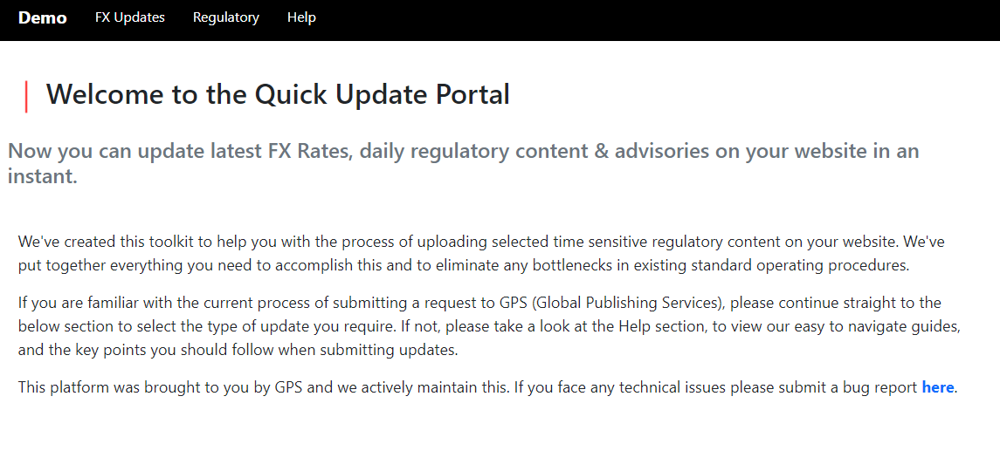 Demo FX Updates Regulatory Help
Welcome to the Quick Update Portal
Now you can update latest FX Rates, daily regulatory content & advisories on your website in an
instant.
We've created this toolkit to help you with the process of uploading selected time sensitive regulatory content on your website. We've
put together everything you need to accomplish this and to eliminate any bottlenecks in existing standard operating procedures.
If you are familiar with the current process of submitting a request to GPS (Global Publishing Services), please continue straight to the
below section to select the type of update you require. If not, please take a look at the Help section, to view our easy to navigate guides,
and the key points you should follow when submitting updates.
This platform was brought to you by GPS and we actively maintain this. If you face any technical issues please submit a bug report here.